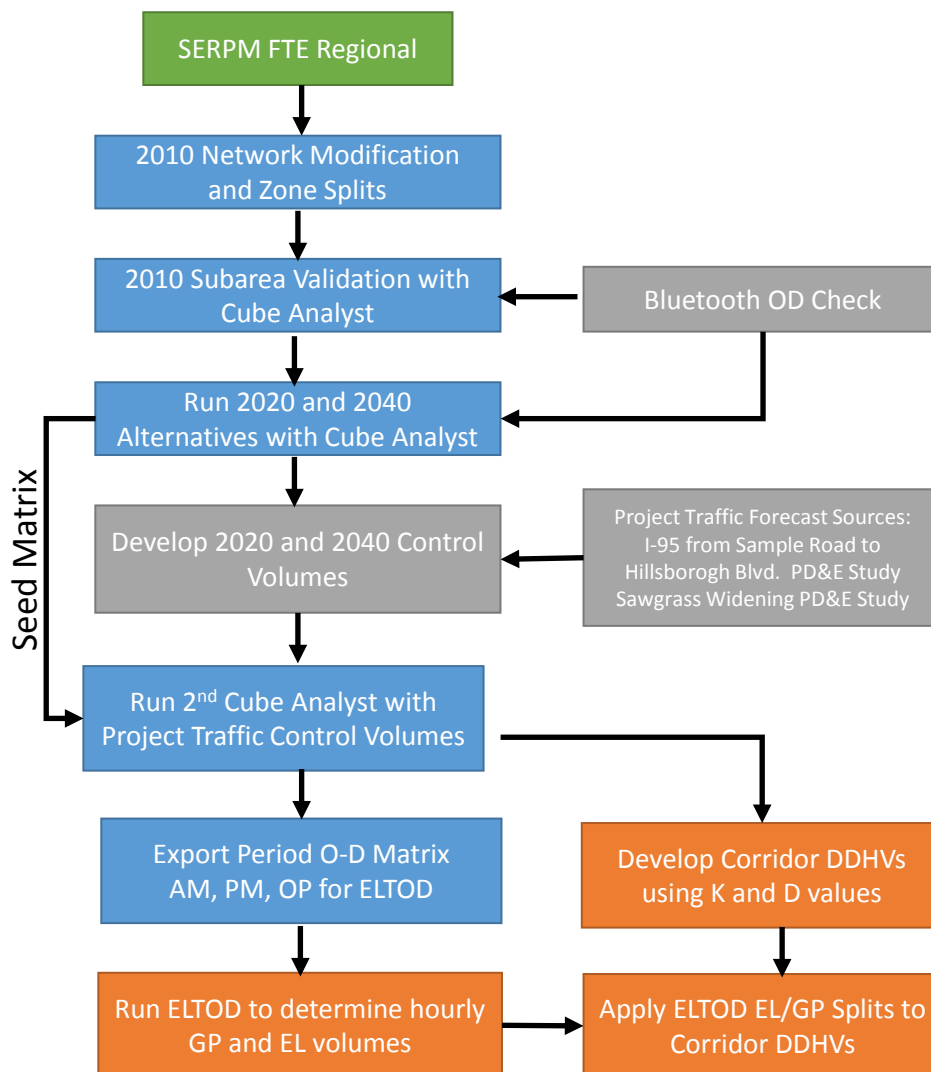 SERPM FTE Regional
2010 Network Modification
and Zone Splits
2010 Subarea Validation with
Cube Analyst
Bluetooth OD Check
Run 2020 and 2040
Alternatives with Cube Analyst
Seed Matrix
Develop 2020 and 2040 Control
Volumes
Project Traffic Forecast Sources:
I-95 from Sample Road to
Hillsborogh Blvd. PD&E Study
Sawgrass Widening PD&E Study
Run 2nd Cube Analyst with
Project Traffic Control Volumes
Export Period O-D Matrix
AM, PM, OP for ELTOD
Develop Corridor DDHVs
using K and D values
Run ELTOD to determine hourly
GP and EL volumes
Apply ELTOD EL/GP Splits to
Corridor DDHVs